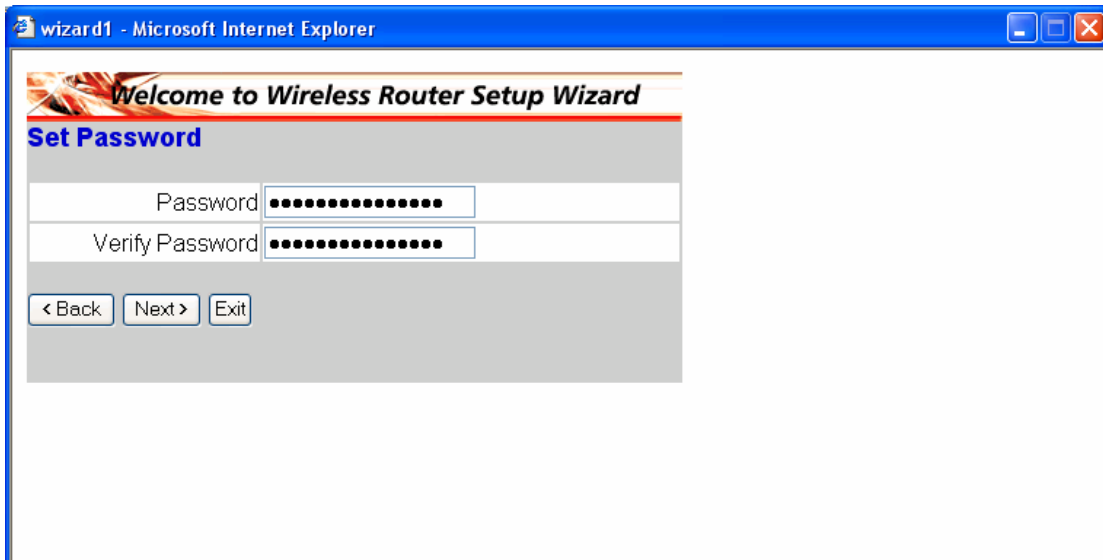 wizard1 - Microsoft Internet Explorer
Welcome to Wireless Router Setup Wizard
Set Password
Password ●●●●●●●●●●●●●●●
Verify Password ●●●●●●●●●●●●●●●
< Back Next > Exit